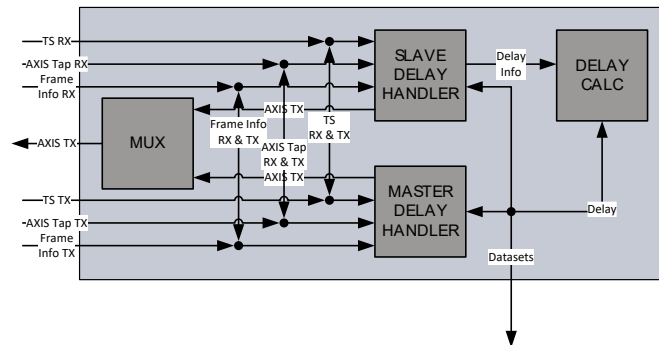 TS RX
AXIS Tap RX
Frame
Info RX
SLAVE
DELAY
HANDLER
Delay
Info
DELAY
CALC
AXIS TX
MUX
AXIS TX
Frame Info
RX & TX
TS
RX & TX
AXIS Tap
RX & TX
AXIS TX
TS TX
AXIS Tap TX
Frame
Info TX
MASTER
DELAY
HANDLER
Delay
Datasets